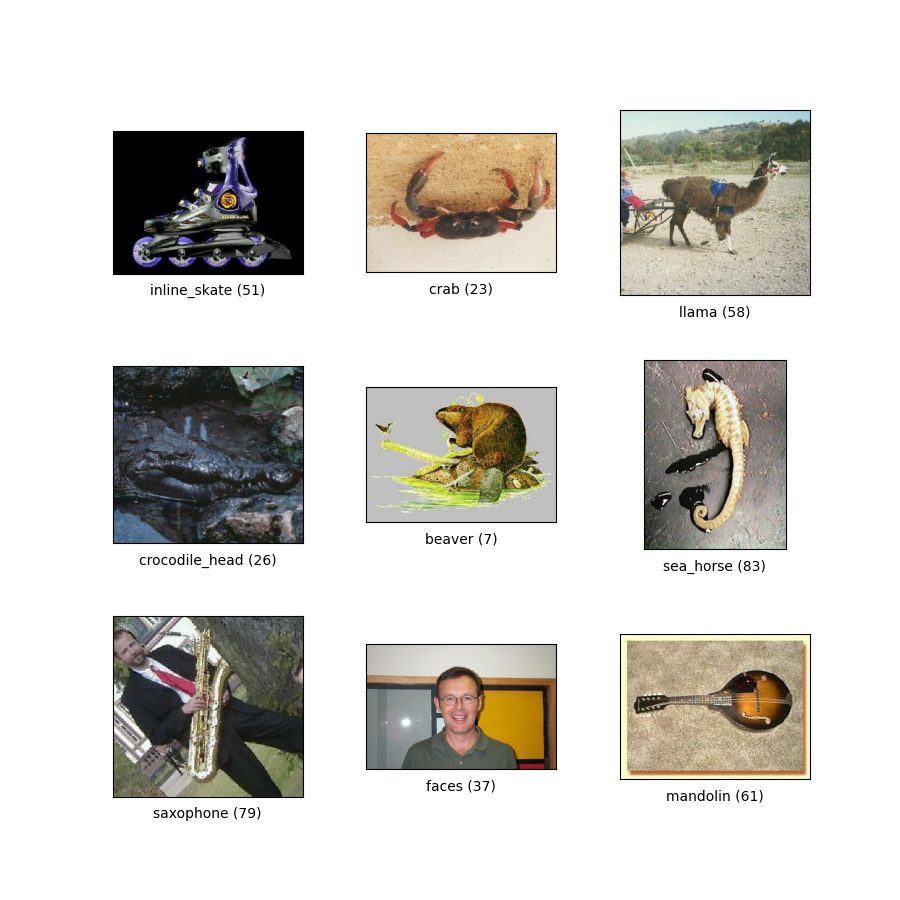 inline_skate (51)
crab (23)
llama (58)
crocodile_head (26)
beaver (7)
sea_horse (83)
saxophone (79)
faces (37)
mandolin (61)